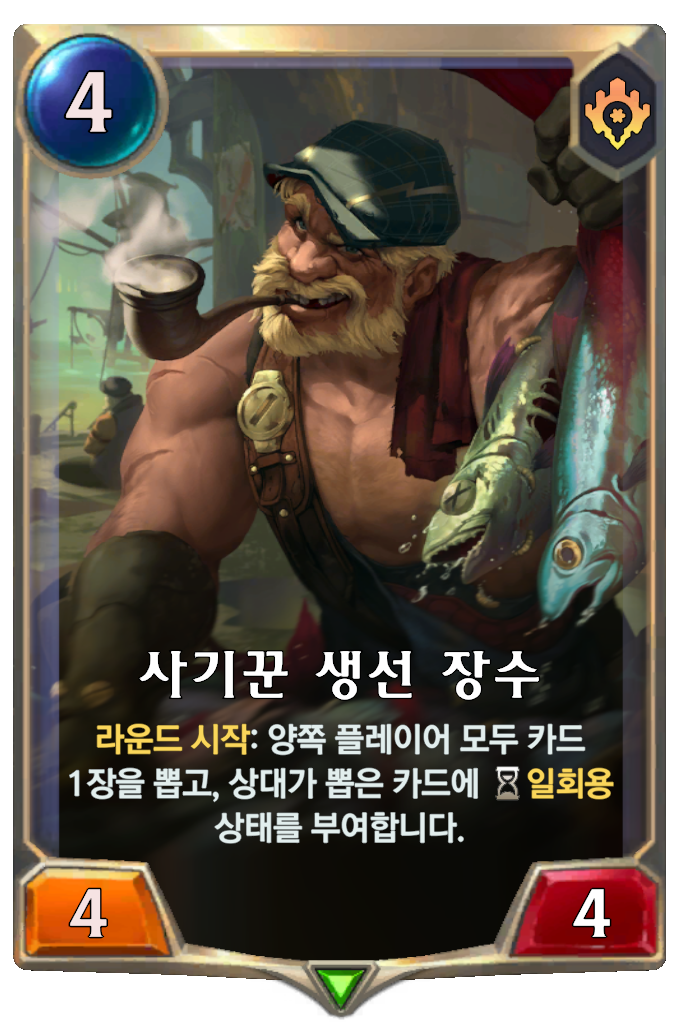 4
사기꾼 생선 장수
라운드 시작: 양쪽 플레이어 모두 카드
1장을 뽑고, 상대가 뽑은 카드에 일회용
상태를 부여합니다.
4
4